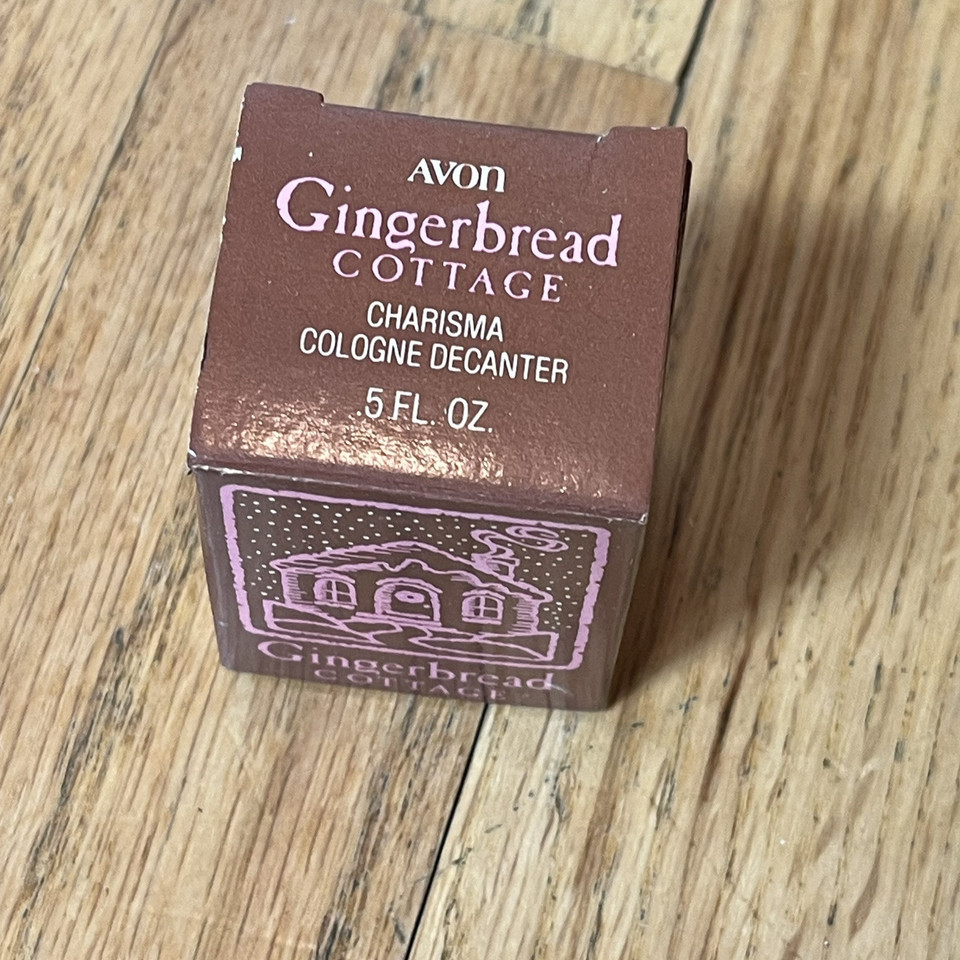 AVON
Gingerbread
COTTAGE
CHARISMA
COLOGNE DECANTER
.5 FL. OZ.
Gingerbread
COTTAGE